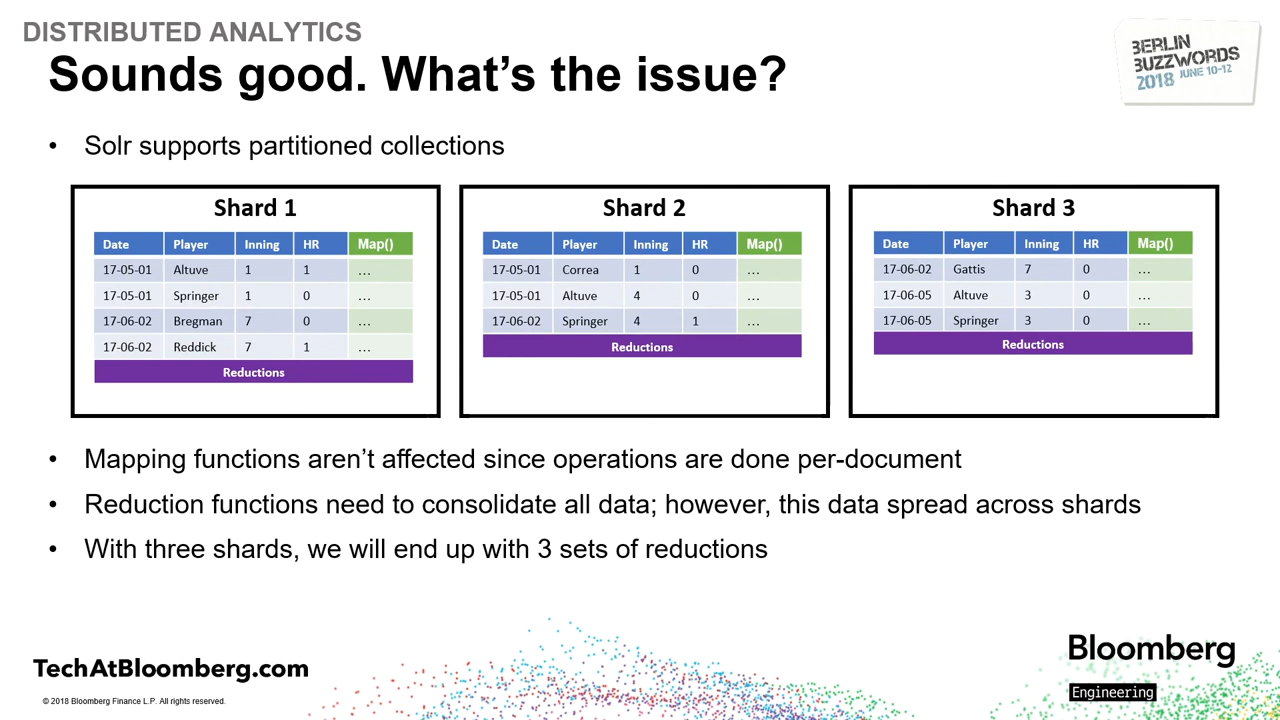 DISTRIBUTED ANALYTICS
Sounds good. What's the issue?
BERLIN
BUZZWORDS
2018 JUNE 10-12
• Solr supports partitioned collections
Shard 1
Date Player Inning HR Map()
17-05-01 Altuve 1 1 ...
17-05-01 Springer 1 0 ...
17-06-02 Bregman 7 0 ...
17-06-02 Reddick 7 1 ...
Reductions
Shard 2
Date Player Inning HR Map()
17-05-01 Correa 1 0 ...
17-05-01 Altuve 4 0 ...
17-06-02 Springer 4 1 ...
Reductions
Shard 3
Date Player Inning HR Map()
17-06-02 Gattis 7 0 ...
17-06-05 Altuve 3 0 ...
17-06-05 Springer 3 0 ...
Reductions
• Mapping functions aren't affected since operations are done per-document
• Reduction functions need to consolidate all data; however, this data spread across shards
• With three shards, we will end up with 3 sets of reductions
TechAtBloomberg.com
© 2018 Bloomberg Finance L.P. All rights reserved.
Bloomberg
Engineering